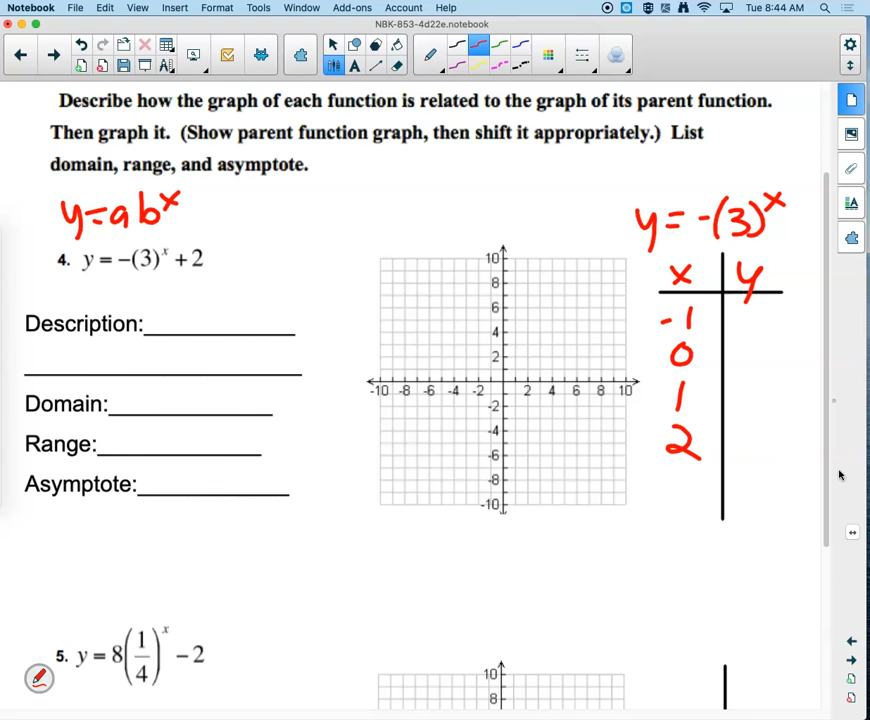 Notebook File Edit View Insert Format Tools Window Add-ons Account Help Tue 8:44 AM
NBK-853-4d22e.notebook
Describe how the graph of each function is related to the graph of its parent function.
Then graph it. (Show parent function graph, then shift it appropriately.) List
domain, range, and asymptote.
y=ab^x
y = -(3)^x
4. y = −(3)^x + 2
x y
-1
0
1
2
Description:
Domain:
Range:
Asymptote:
10
8
6
4
2
-10 -8 -6 -4 -2 2 4 6 8 10
-2
-4
-6
-8
-10
5. y = 8(1/4)^x − 2
10
8